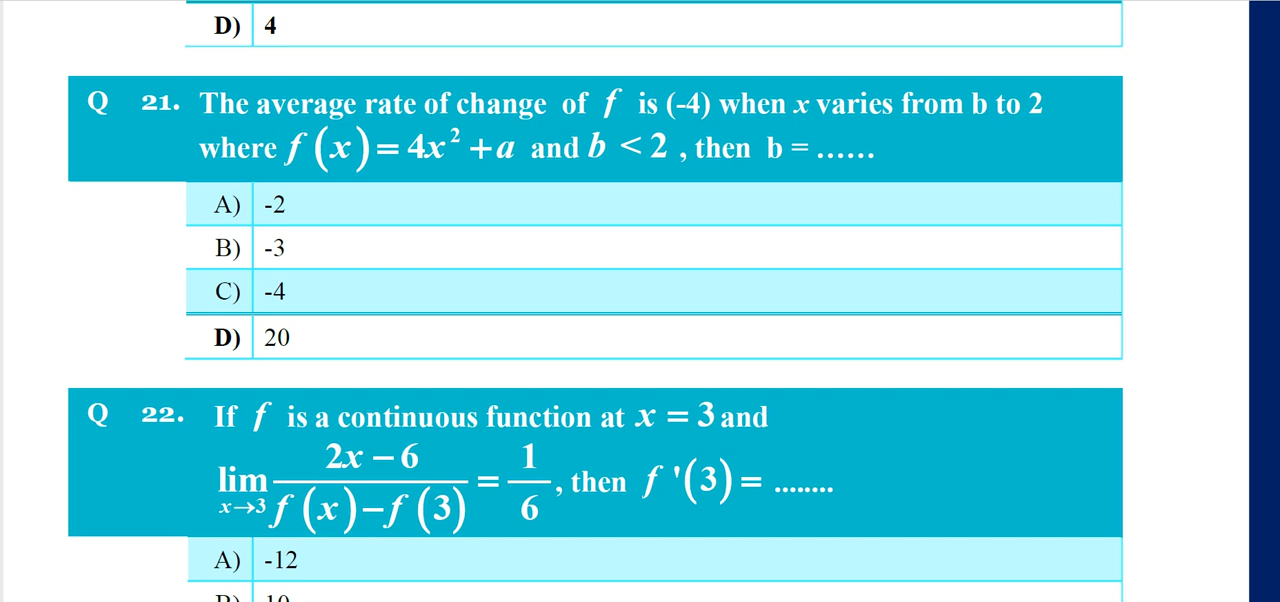 D) 4
Q 21. The average rate of change of f is (-4) when x varies from b to 2
where f (x) = 4x² + a and b < 2 , then b = ......
A) -2
B) -3
C) -4
D) 20
Q 22. If f is a continuous function at x = 3 and
lim x→3 (2x – 6)/(f (x) – f (3)) = 1/6 , then f '(3) = ........
A) -12